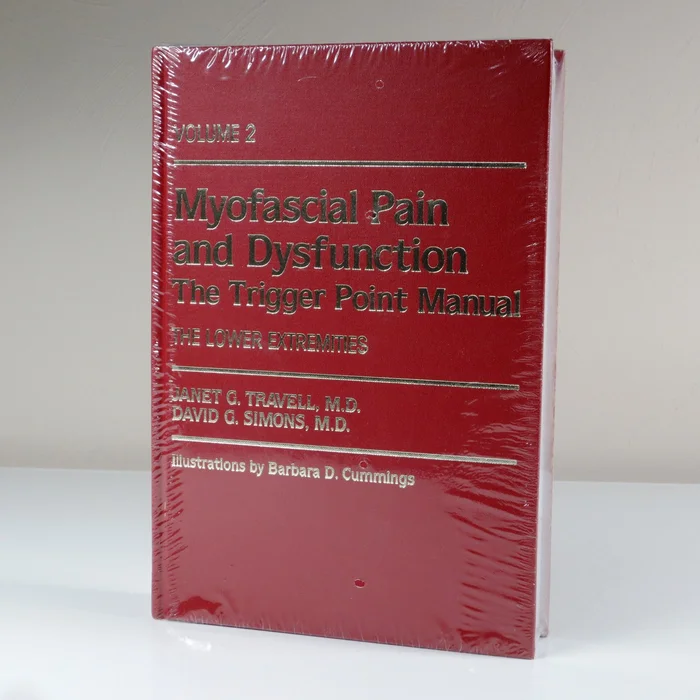 VOLUME 2
Myofascial Pain
and Dysfunction
The Trigger Point Manual
THE LOWER EXTREMITIES
JANET G. TRAVELL, M.D.
DAVID G. SIMONS, M.D.
Illustrations by Barbara D. Cummings